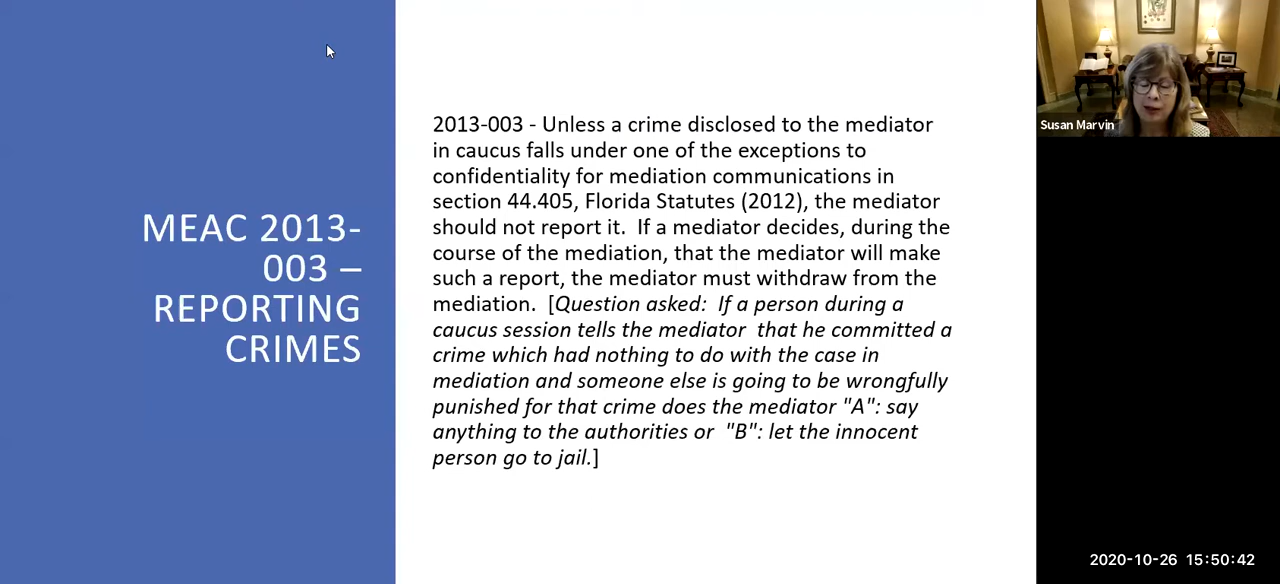 MEAC 2013-
003 –
REPORTING
CRIMES
2013-003 - Unless a crime disclosed to the mediator
in caucus falls under one of the exceptions to
confidentiality for mediation communications in
section 44.405, Florida Statutes (2012), the mediator
should not report it.  If a mediator decides, during the
course of the mediation, that the mediator will make
such a report, the mediator must withdraw from the
mediation.  [Question asked:  If a person during a
caucus session tells the mediator  that he committed a
crime which had nothing to do with the case in
mediation and someone else is going to be wrongfully
punished for that crime does the mediator "A": say
anything to the authorities or  "B": let the innocent
person go to jail.]
Susan Marvin
2020-10-26 15:50:42